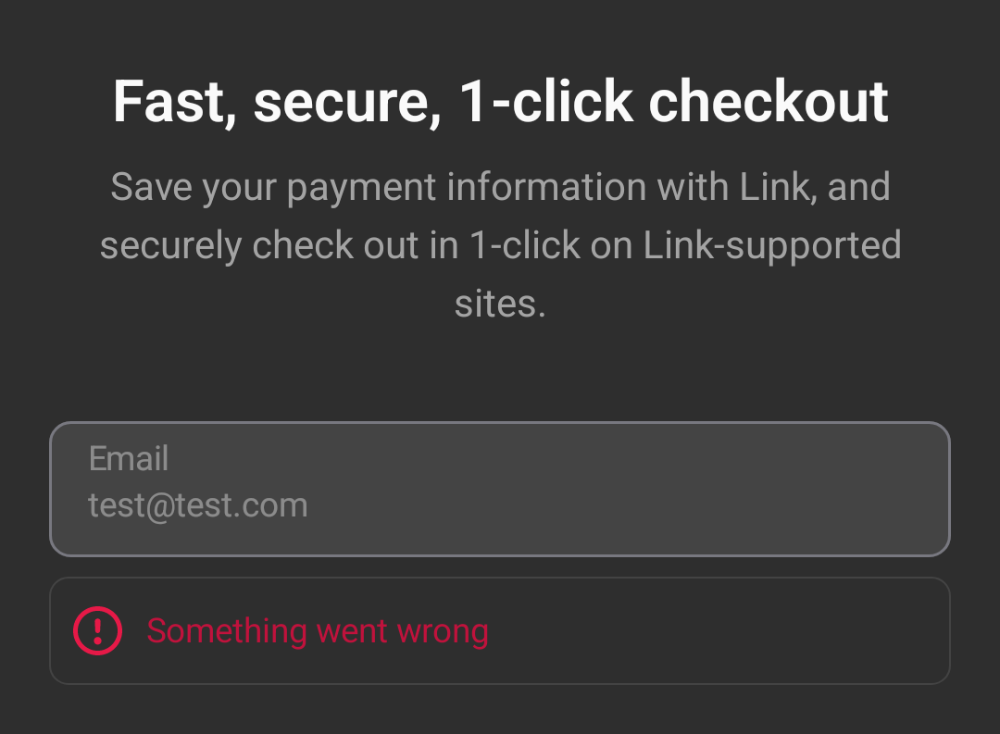 Fast, secure, 1-click checkout
Save your payment information with Link, and
securely check out in 1-click on Link-supported
sites.
Email
test@test.com
Something went wrong